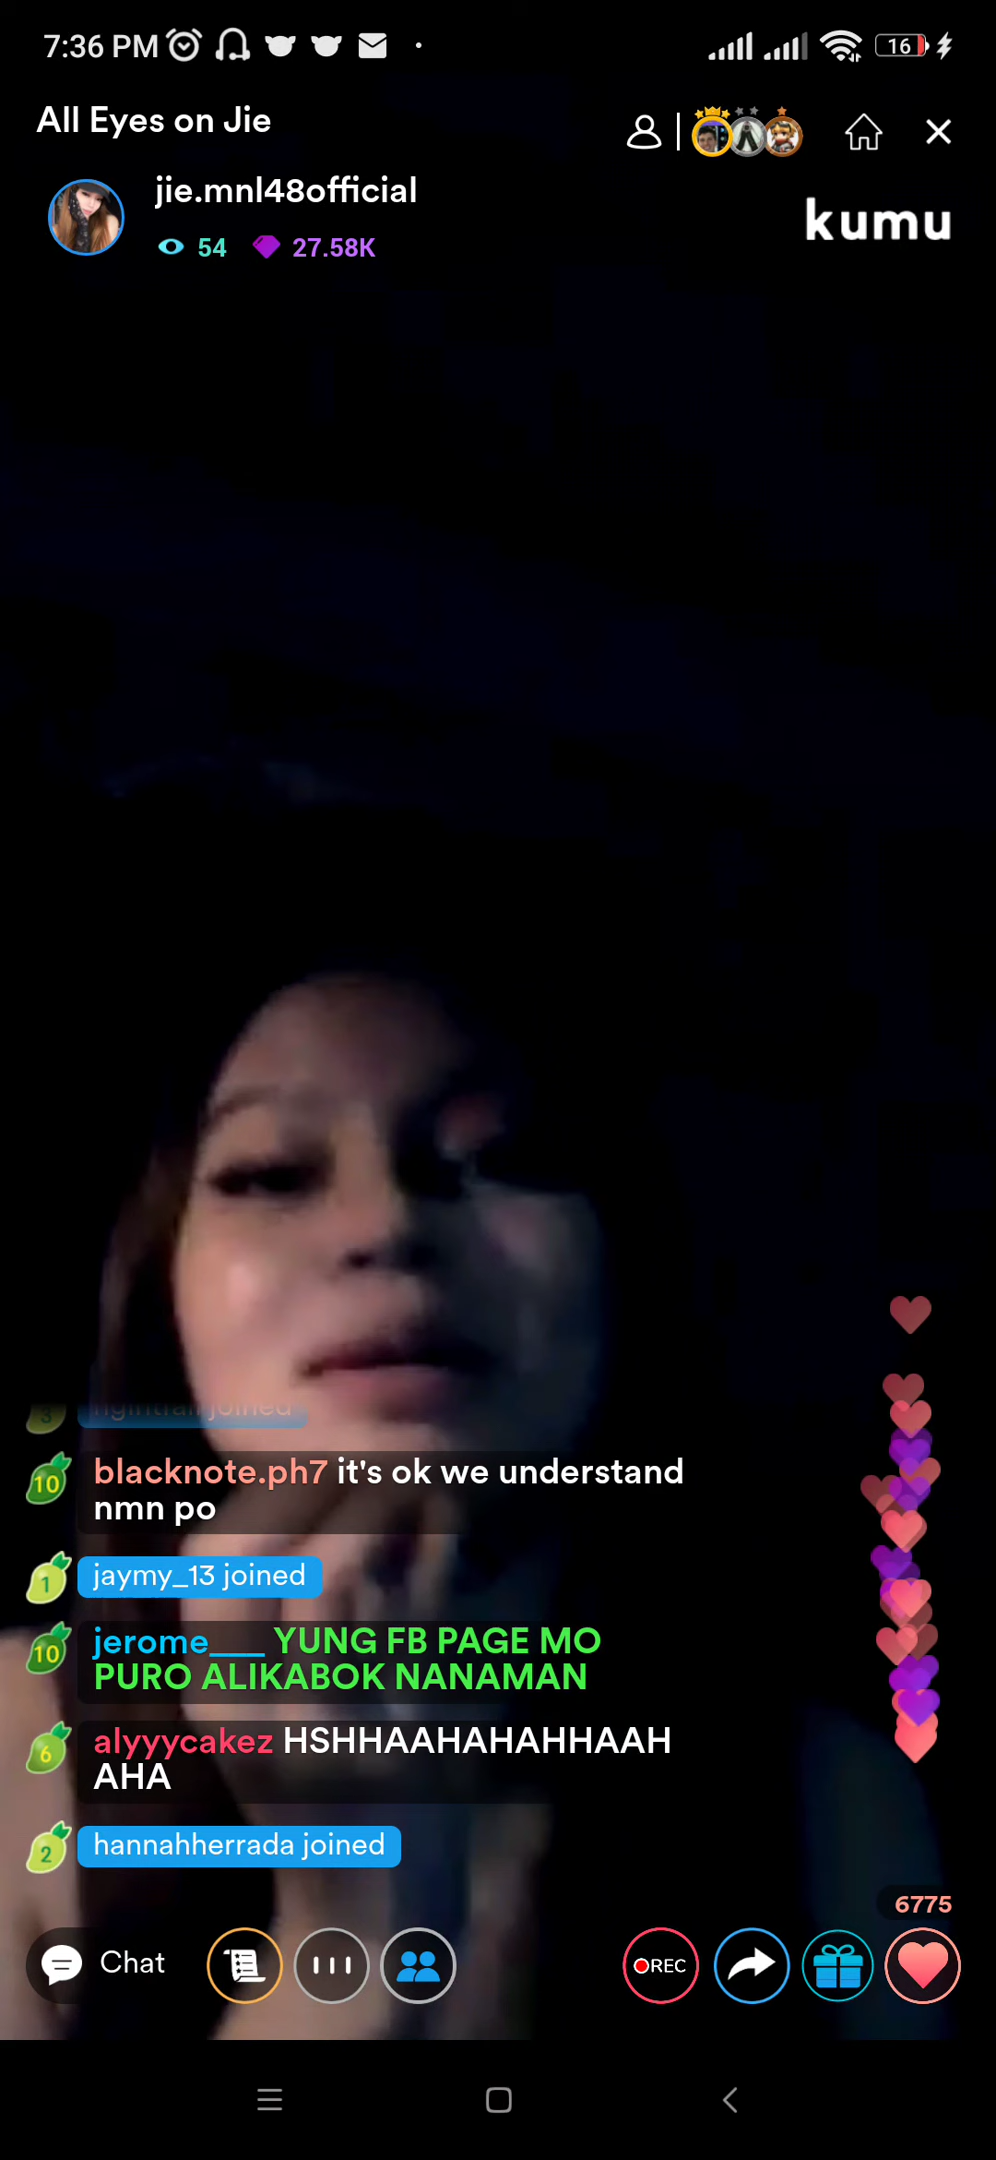 7:36 PM
16
All Eyes on Jie
jie.mnl48official
54 27.58K
kumu
3 joined
10 blacknote.ph7 it's ok we understand
nmn po
1 jaymy_13 joined
10 jerome___ YUNG FB PAGE MO
PURO ALIKABOK NANAMAN
6 alyyycakez HSHHAAHAHAHHAAH
AHA
2 hannahherrada joined
6775
Chat
REC